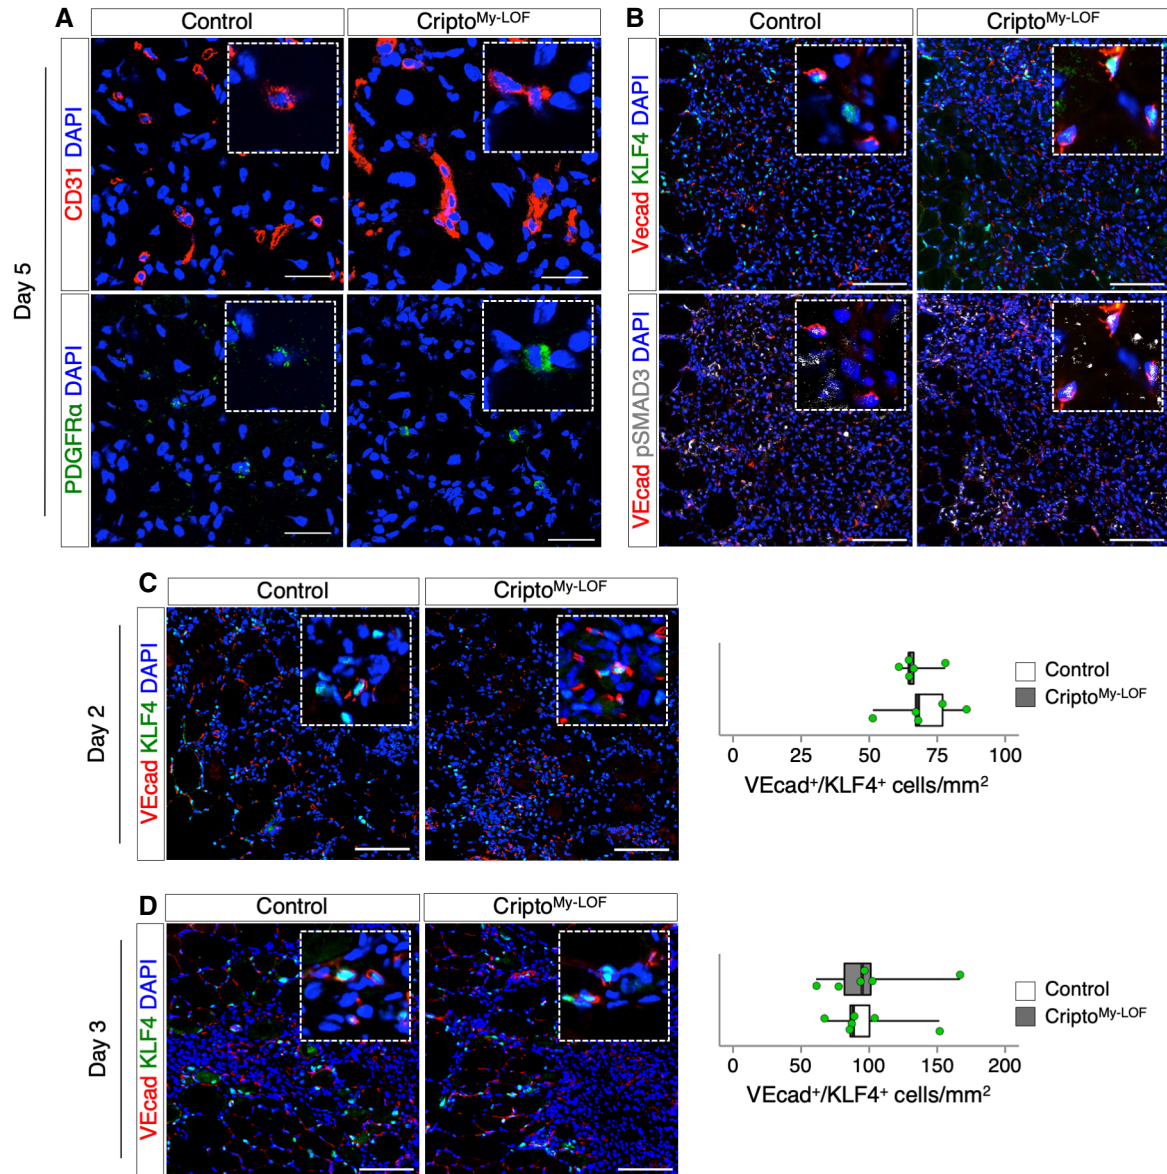 A
Control
Cripto^My-LOF
B
Control
Cripto^My-LOF
Day 5
CD31 DAPI
PDGFRα DAPI
Vecad KLF4 DAPI
VEcad pSMAD3 DAPI
C
Control
Cripto^My-LOF
Day 2
VEcad KLF4 DAPI
Control
Cripto^My-LOF
0 25 50 75 100
VEcad⁺/KLF4⁺ cells/mm²
D
Control
Cripto^My-LOF
Day 3
VEcad KLF4 DAPI
Control
Cripto^My-LOF
0 50 100 150 200
VEcad⁺/KLF4⁺ cells/mm²